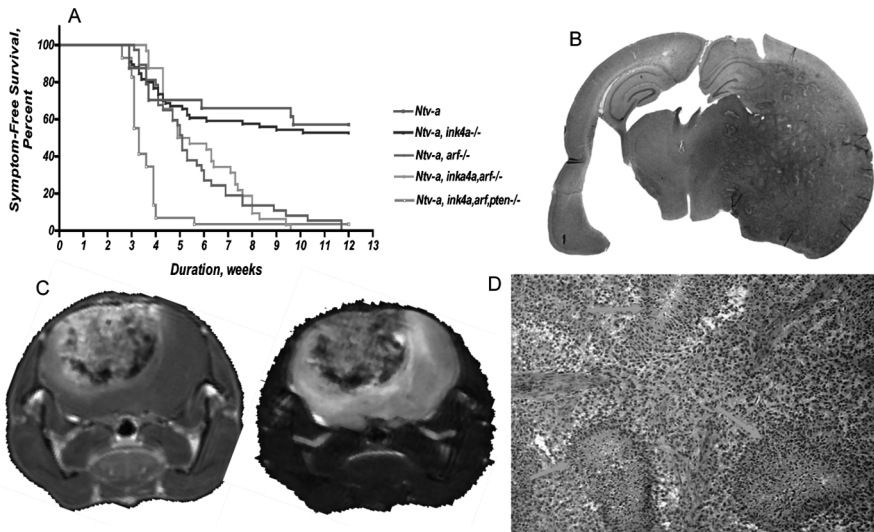 A
Symptom-Free Survival,
Percent
100
80
60
40
20
0
0 1 2 3 4 5 6 7 8 9 10 11 12 13
Duration, weeks
Ntv-a
Ntv-a, ink4a-/-
Ntv-a, arf-/-
Ntv-a, inka4a,arf-/-
Ntv-a, ink4a,arf,pten-/-
B
C
D